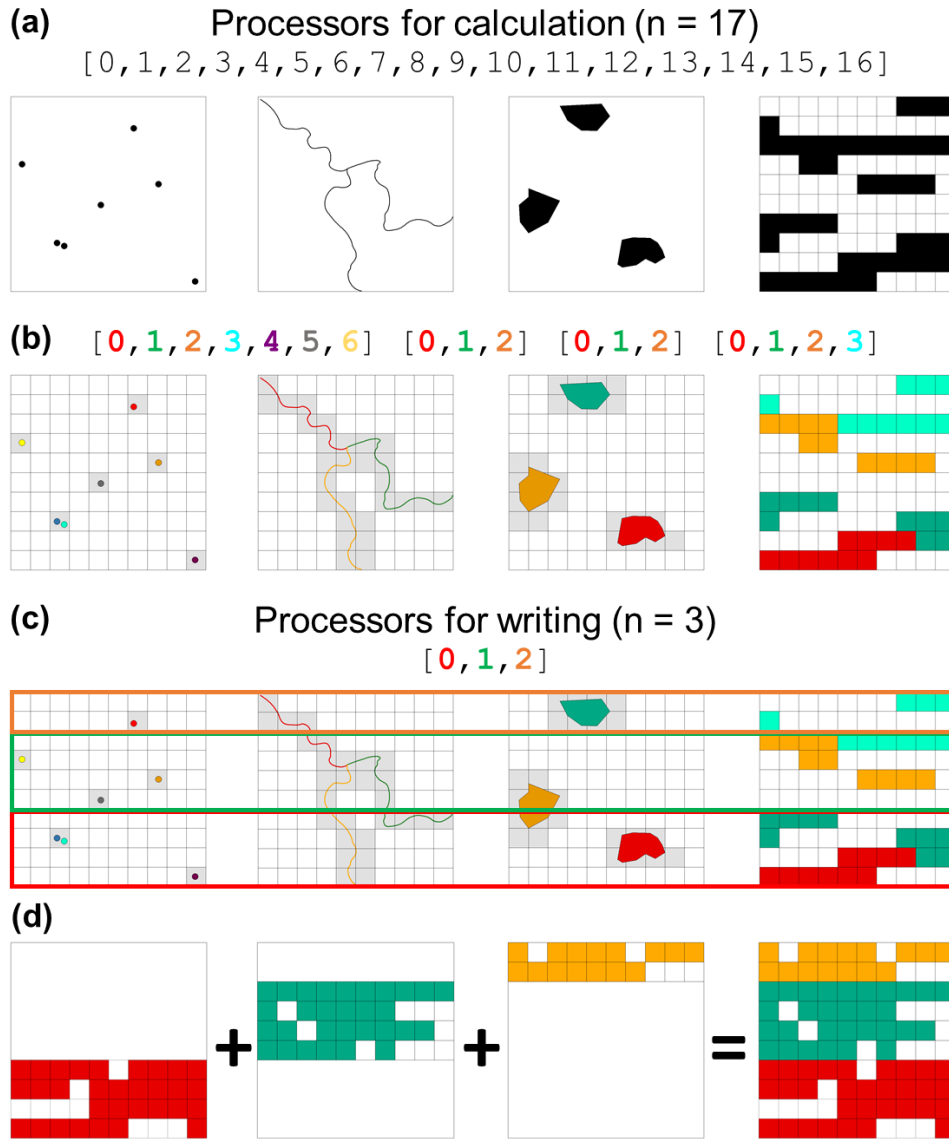 (a) Processors for calculation (n = 17)
[0,1,2,3,4,5,6,7,8,9,10,11,12,13,14,15,16]
(b) [0,1,2,3,4,5,6] [0,1,2] [0,1,2] [0,1,2,3]
(c) Processors for writing (n = 3)
[0,1,2]
(d)
+ + =